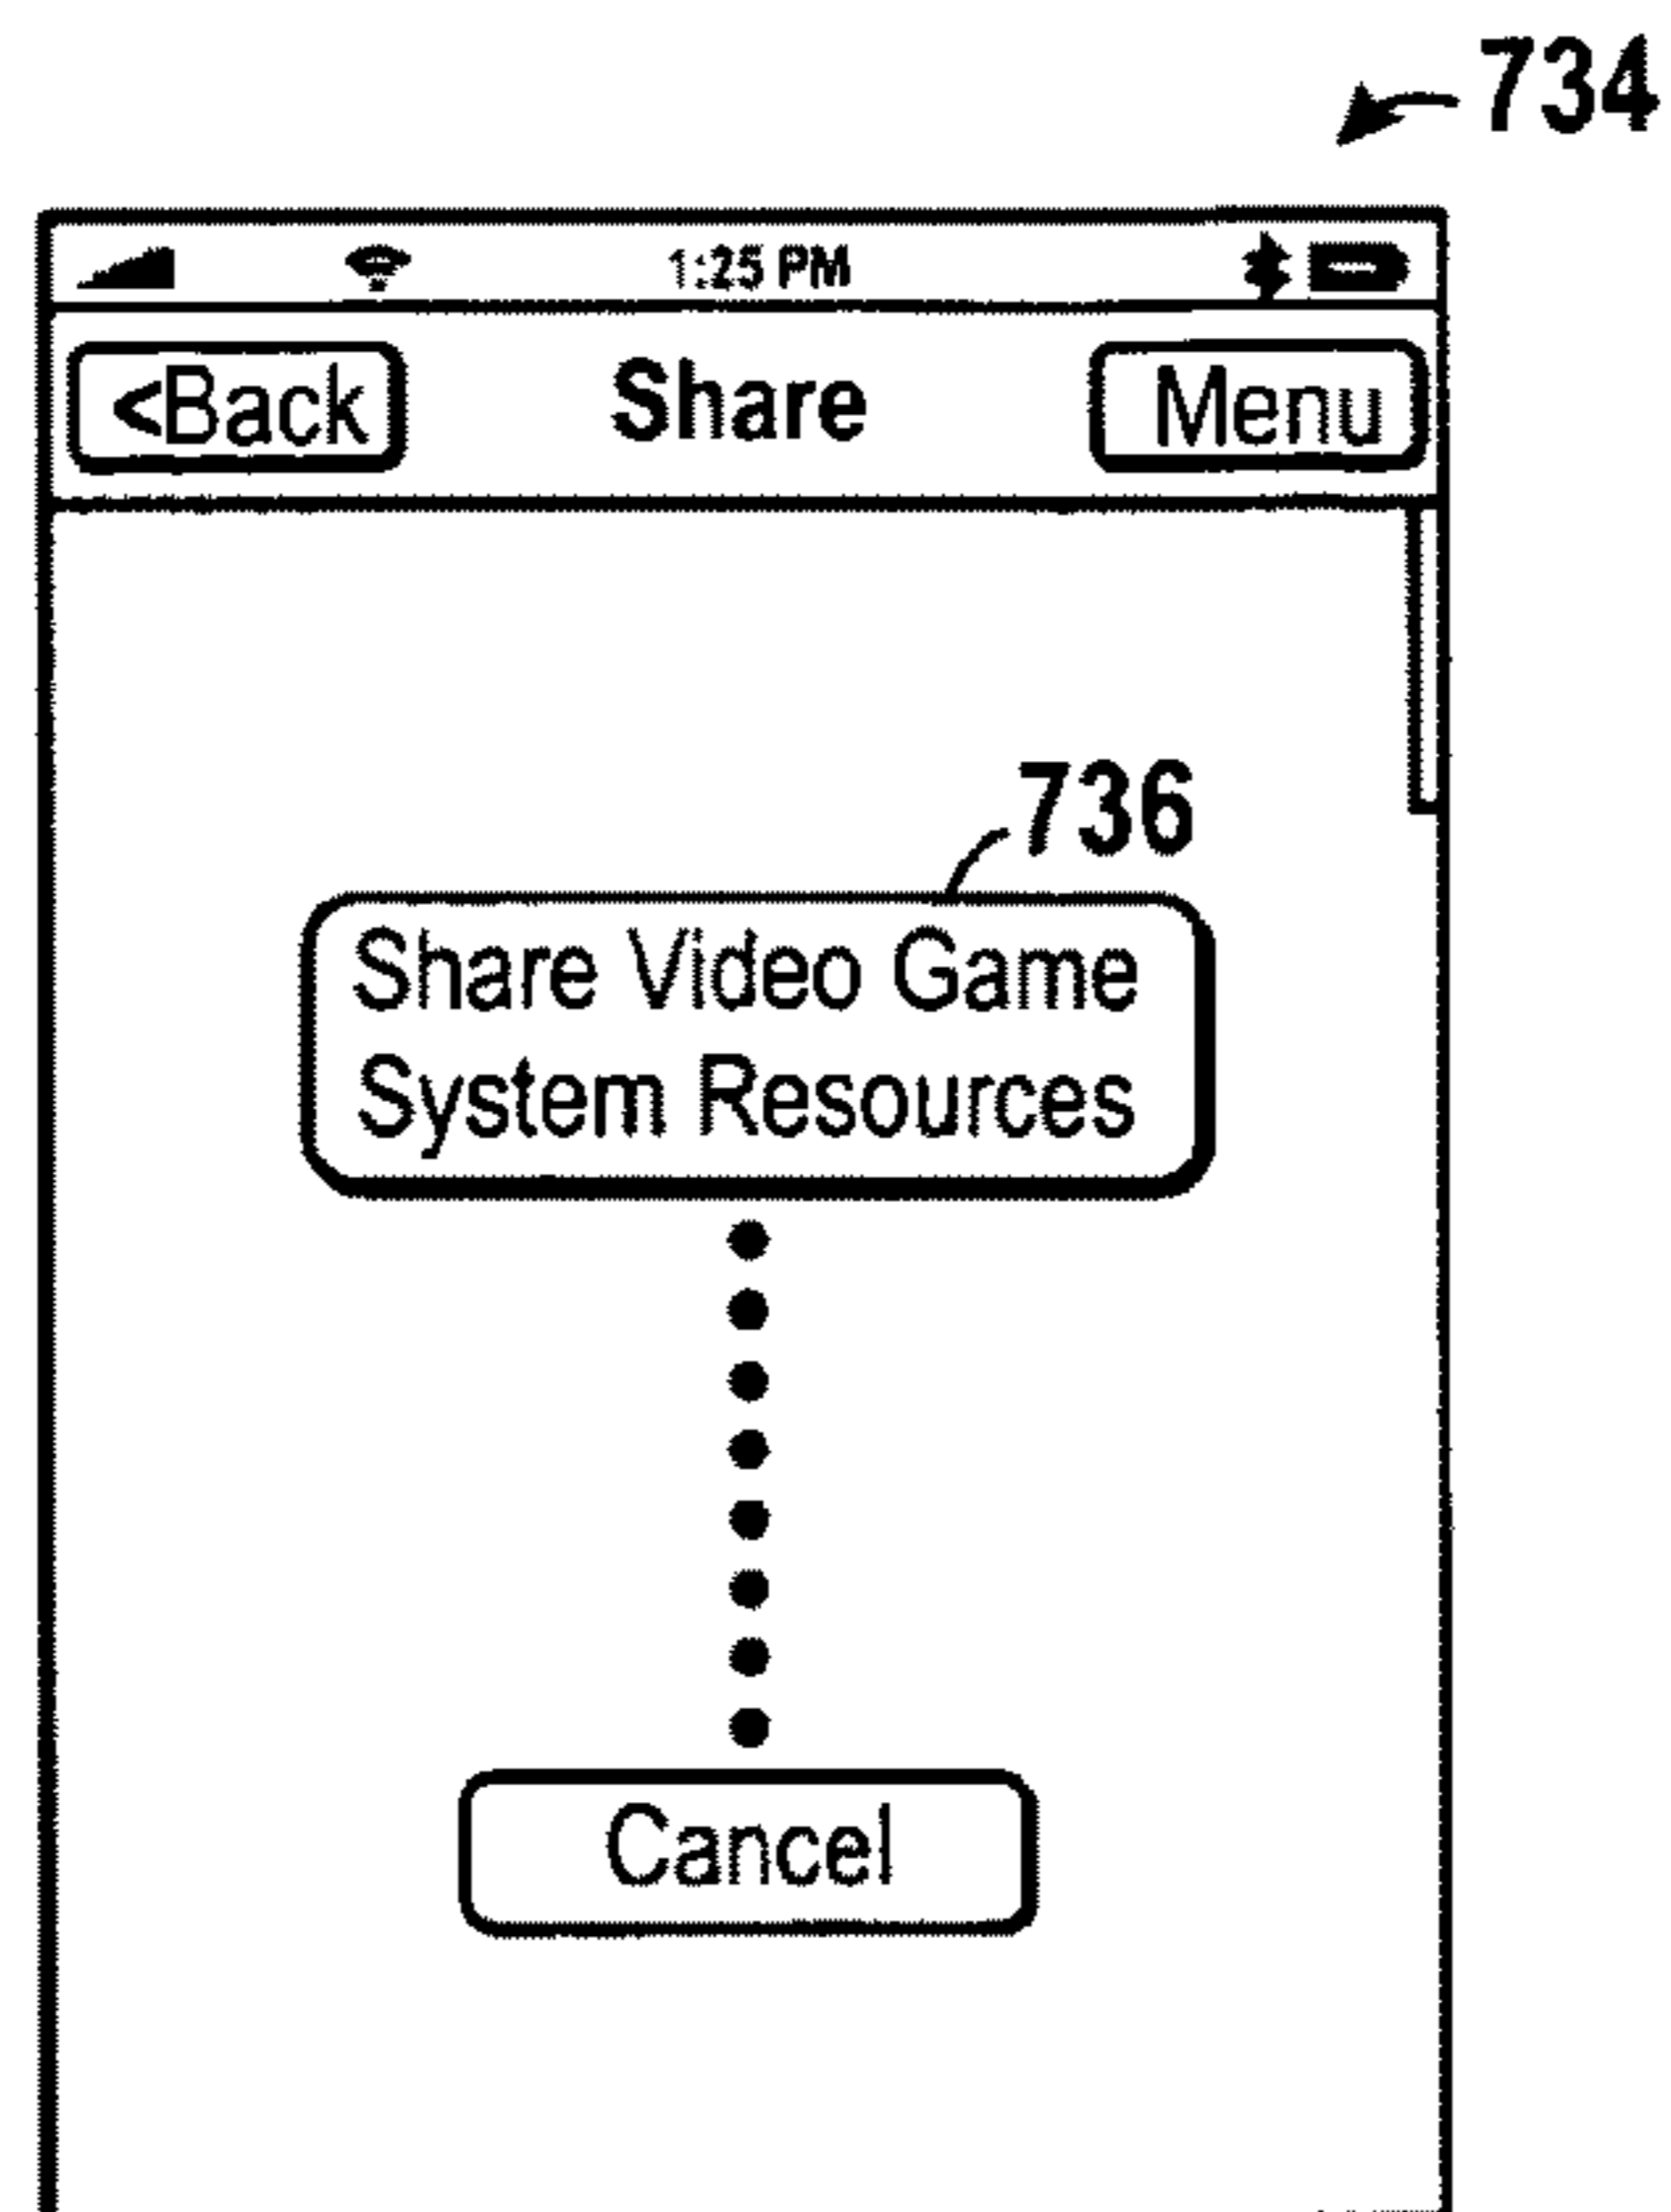 734
1:25 PM
<Back Share Menu
736
Share Video Game
System Resources
Cancel